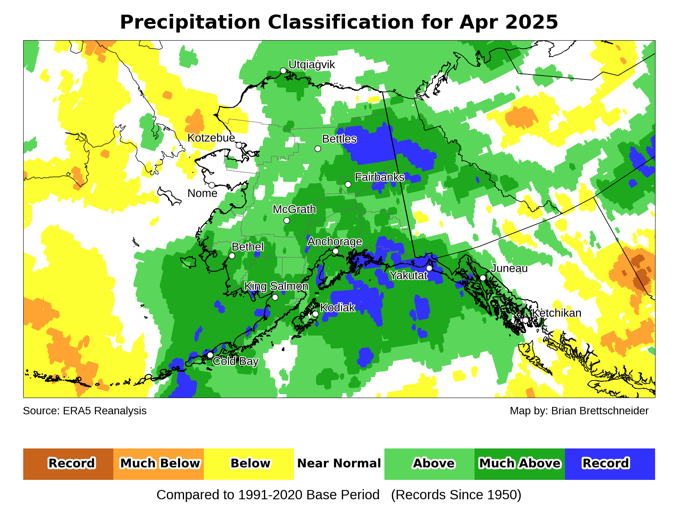 Precipitation Classification for Apr 2025
Utqiaġvik
Kotzebue
Bettles
Nome
Fairbanks
McGrath
Bethel
Anchorage
Yakutat
Juneau
King Salmon
Kodiak
Ketchikan
Cold Bay
Source: ERA5 Reanalysis
Map by: Brian Brettschneider
Record Much Below Below Near Normal Above Much Above Record
Compared to 1991-2020 Base Period (Records Since 1950)